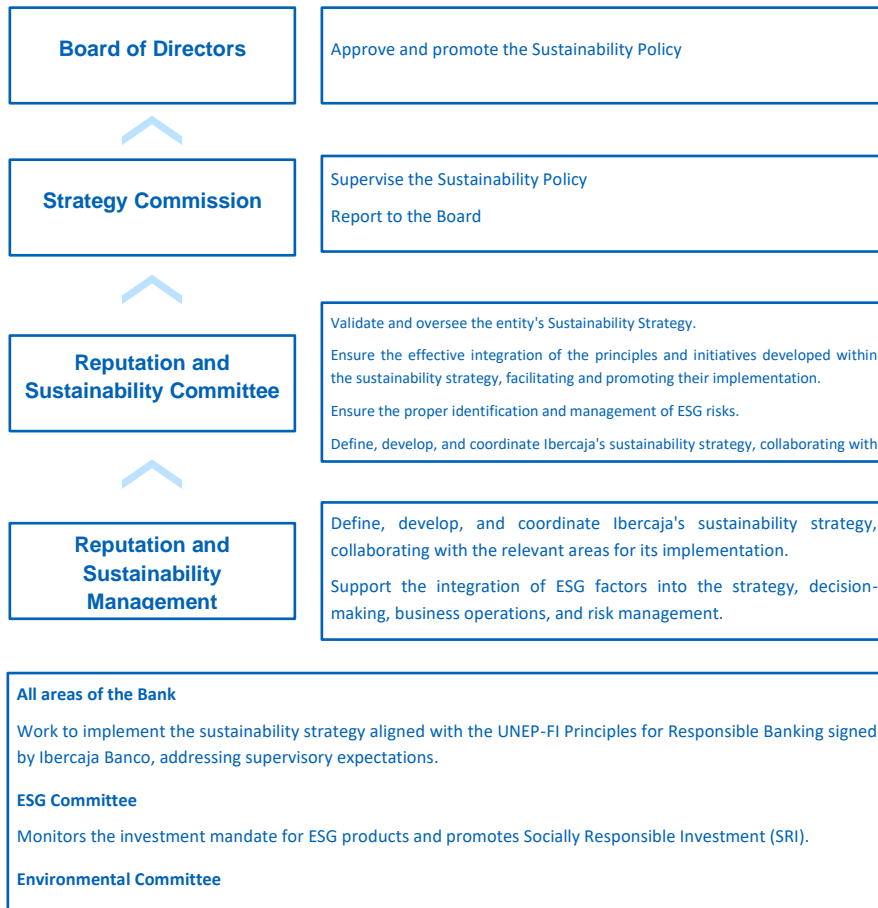 Board of Directors
Approve and promote the Sustainability Policy
Strategy Commission
Supervise the Sustainability Policy
Report to the Board
Reputation and
Sustainability Committee
Validate and oversee the entity's Sustainability Strategy.
Ensure the effective integration of the principles and initiatives developed within
the sustainability strategy, facilitating and promoting their implementation.
Ensure the proper identification and management of ESG risks.
Define, develop, and coordinate Ibercaja's sustainability strategy, collaborating with
Reputation and
Sustainability
Management
Define, develop, and coordinate Ibercaja's sustainability strategy,
collaborating with the relevant areas for its implementation.
Support the integration of ESG factors into the strategy, decision-
making, business operations, and risk management.
All areas of the Bank
Work to implement the sustainability strategy aligned with the UNEP-FI Principles for Responsible Banking signed
by Ibercaja Banco, addressing supervisory expectations.
ESG Committee
Monitors the investment mandate for ESG products and promotes Socially Responsible Investment (SRI).
Environmental Committee